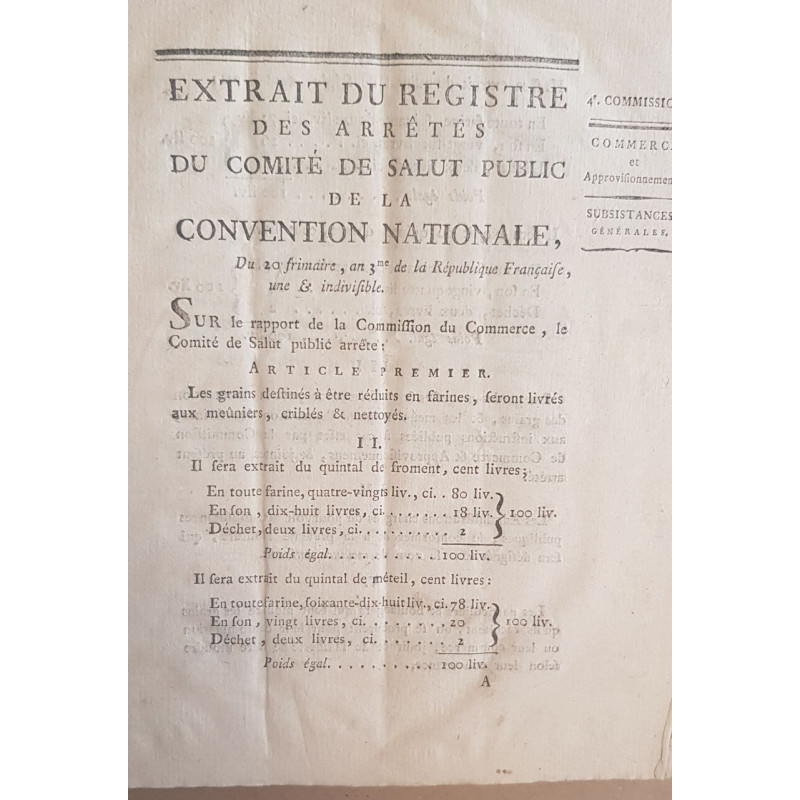 EXTRAIT DU REGISTRE
DES ARRÊTÉS
DU COMITÉ DE SALUT PUBLIC
DE LA
CONVENTION NATIONALE,
Du 20 frimaire, an 3me de la République Françaiſe,
une & indiviſible.
SUR le rapport de la Commiſſion du Commerce, le
Comité de Salut public arrête:
ARTICLE PREMIER.
Les grains deſtinés à être réduits en farines, ſeront livrés
aux meûniers, criblés & nettoyés.
II.
Il ſera extrait du quintal de froment, cent livres;
En toute farine, quatre-vingts liv., ci. . 80 liv.
En ſon, dix-huit livres, ci. . . . . . . . 18 liv. } 100 liv.
Déchet, deux livres, ci. . . . . . . . . . . 2
Poids égal. . . . . . . . . . 100 liv.
Il ſera extrait du quintal de méteil, cent livres:
En toute farine, ſoixante-dix-huit liv., ci. 78 liv.
En ſon, vingt livres, ci. . . . . . . . . 20 } 100 liv.
Déchet, deux livres, ci. . . . . . . . . . 2
Poids égal. . . . . . . . . . 100 liv.
A
4e. COMMISSIO
COMMERC
et
Approviſionnemen
SUBSISTANCES
GÉNÉRALES.